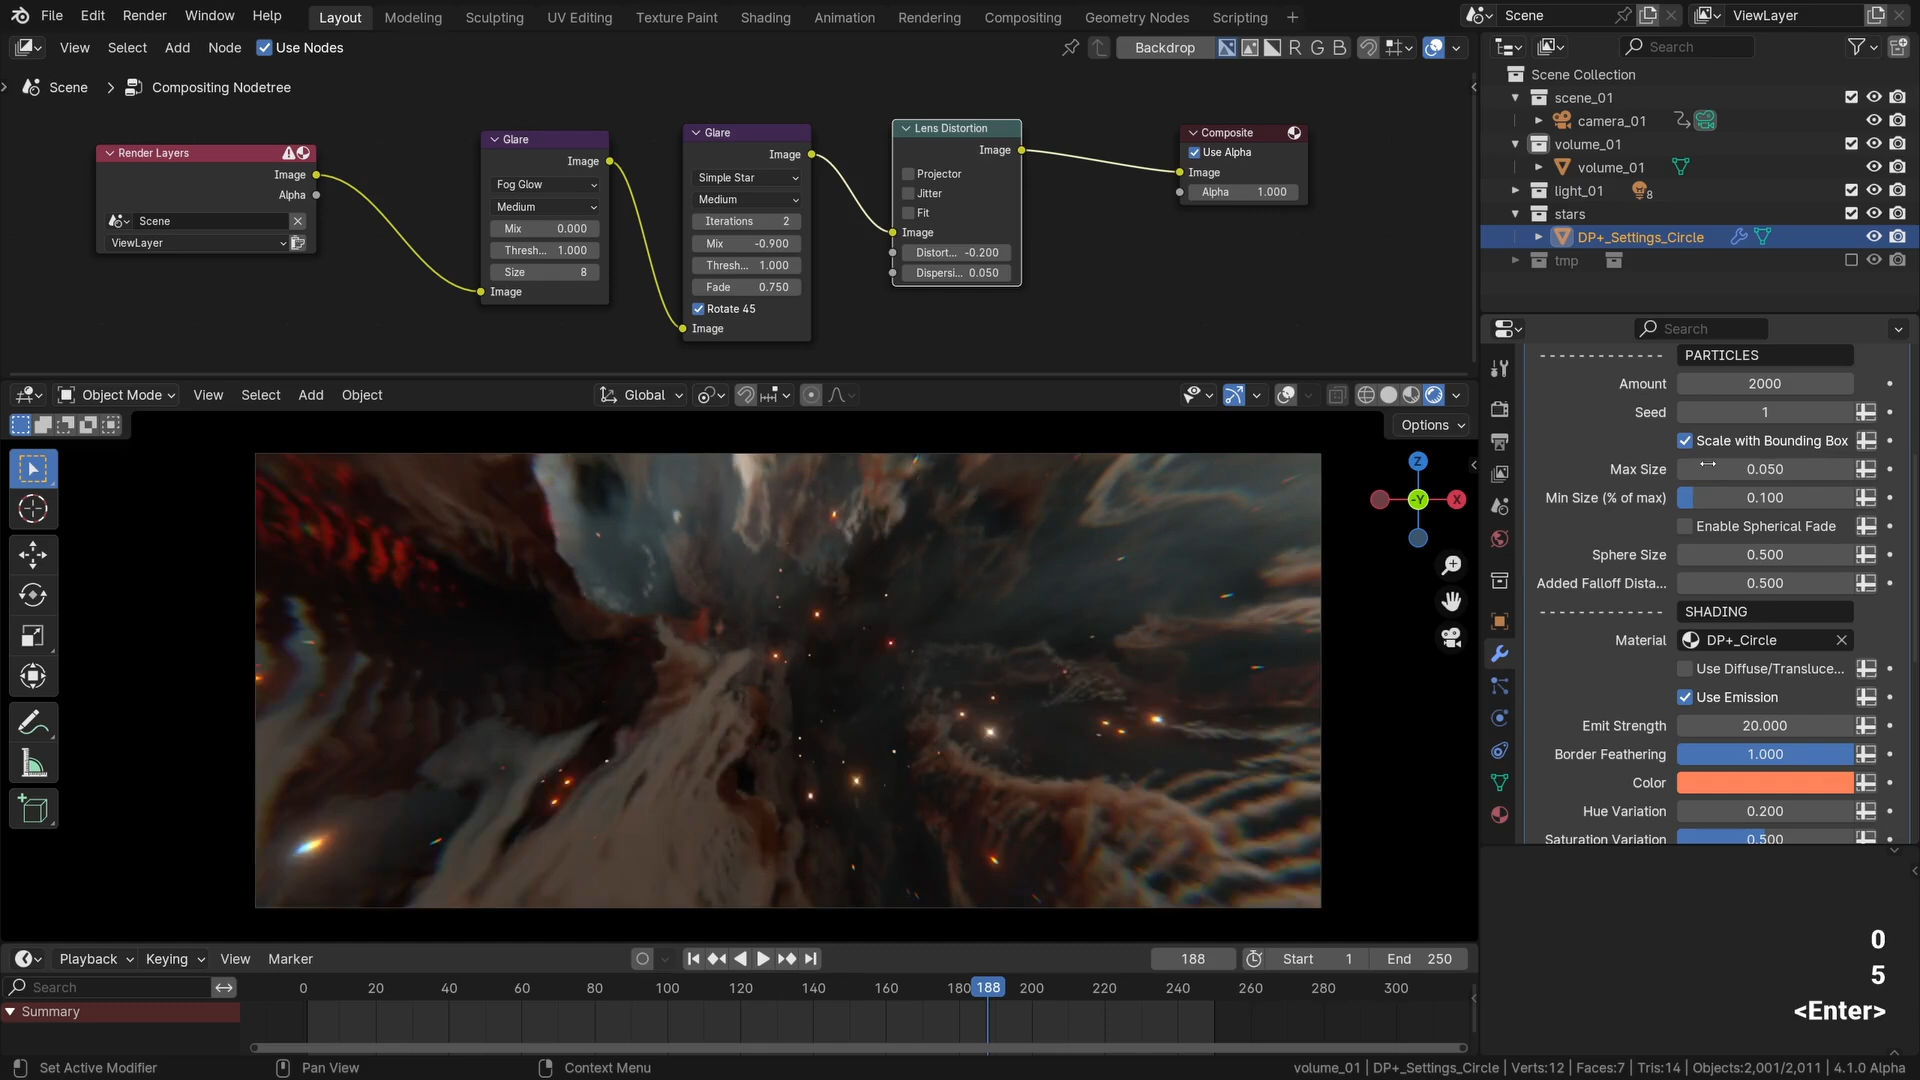 File Edit Render Window Help Layout Modeling Sculpting UV Editing Texture Paint Shading Animation Rendering Compositing Geometry Nodes Scripting + Scene ViewLayer
View Select Add Node Use Nodes Backdrop R G B Search
Scene > Compositing Nodetree
Scene Collection
scene_01
camera_01
volume_01
volume_01
light_01 8
stars
DP+_Settings_Circle
tmp
Render Layers
Image
Alpha
Scene
ViewLayer
Glare
Image
Fog Glow
Medium
Mix 0.000
Thresh... 1.000
Size 8
Image
Glare
Image
Simple Star
Medium
Iterations 2
Mix -0.900
Thresh... 1.000
Fade 0.750
Rotate 45
Image
Lens Distortion
Image
Projector
Jitter
Fit
Image
Distort... -0.200
Dispersi... 0.050
Composite
Use Alpha
Image
Alpha 1.000
Search
PARTICLES
Amount 2000
Seed 1
Scale with Bounding Box
Max Size 0.050
Min Size (% of max) 0.100
Enable Spherical Fade
Sphere Size 0.500
Added Falloff Dista... 0.500
SHADING
Material DP+_Circle
Use Diffuse/Transluce...
Use Emission
Emit Strength 20.000
Border Feathering 1.000
Color
Hue Variation 0.200
Saturation Variation 0.500
Object Mode View Select Add Object Global
Options
Z
-Y
X
Playback Keying View Marker 188 Start 1 End 250
Search 0 20 40 60 80 100 120 140 160 180 188 200 220 240 260 280 300
Summary
0
5
<Enter>
Set Active Modifier Pan View Context Menu volume_01 | DP+_Settings_Circle | Verts:12 | Faces:7 | Tris:14 | Objects:2,001/2,011 | 4.1.0 Alpha